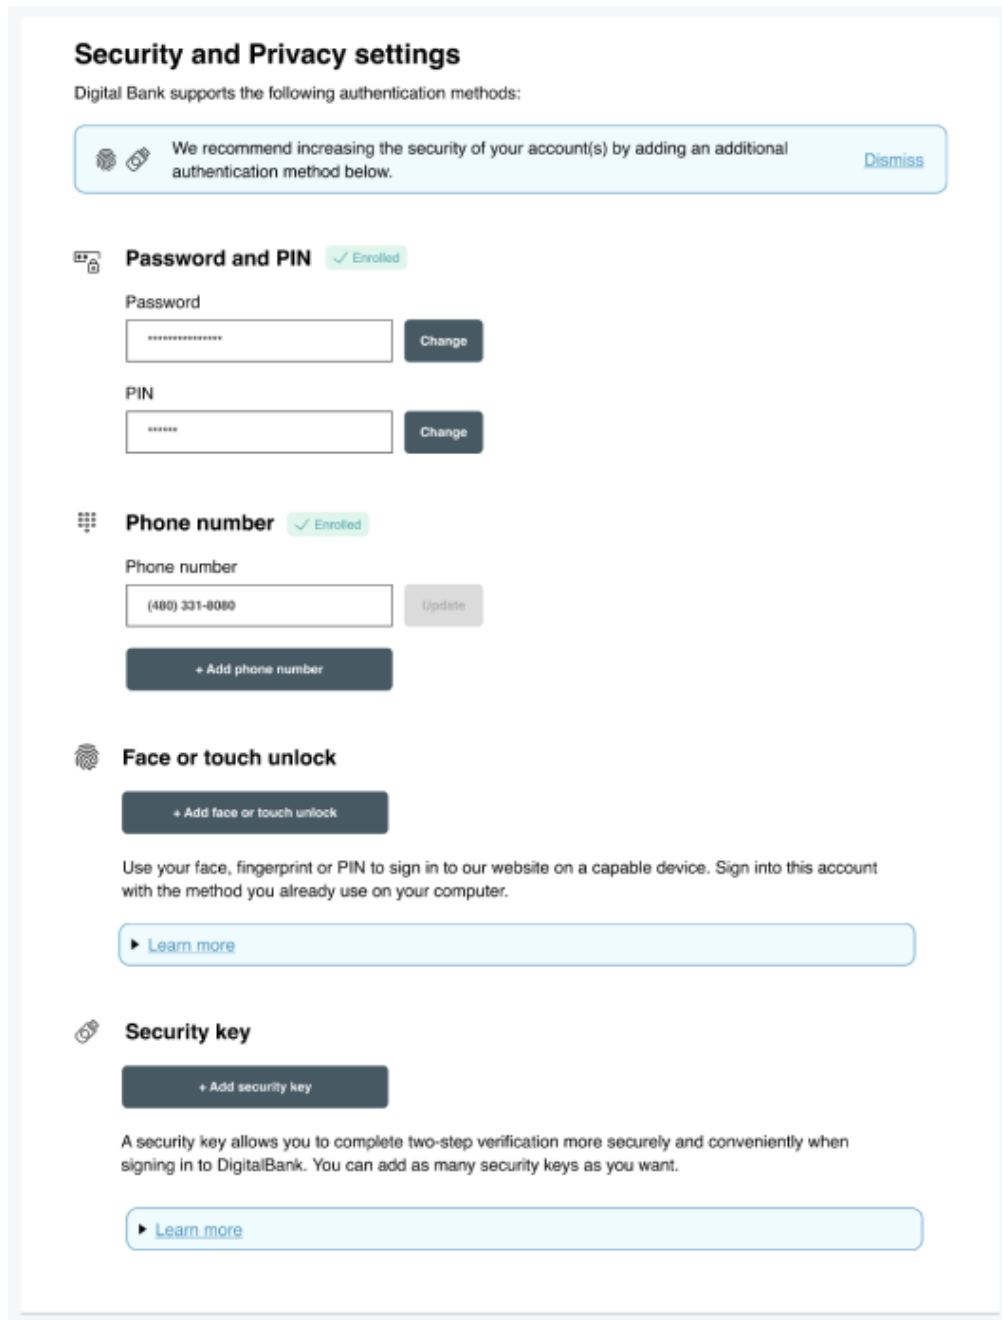 Security and Privacy settings
Digital Bank supports the following authentication methods:
We recommend increasing the security of your account(s) by adding an additional
authentication method below.
Dismiss
Password and PIN
✓ Enrolled
Password
***************
Change
PIN
******
Change
Phone number
✓ Enrolled
Phone number
(480) 331-8080
Update
+ Add phone number
Face or touch unlock
+ Add face or touch unlock
Use your face, fingerprint or PIN to sign in to our website on a capable device. Sign into this account
with the method you already use on your computer.
Learn more
Security key
+ Add security key
A security key allows you to complete two-step verification more securely and conveniently when
signing in to DigitalBank. You can add as many security keys as you want.
Learn more